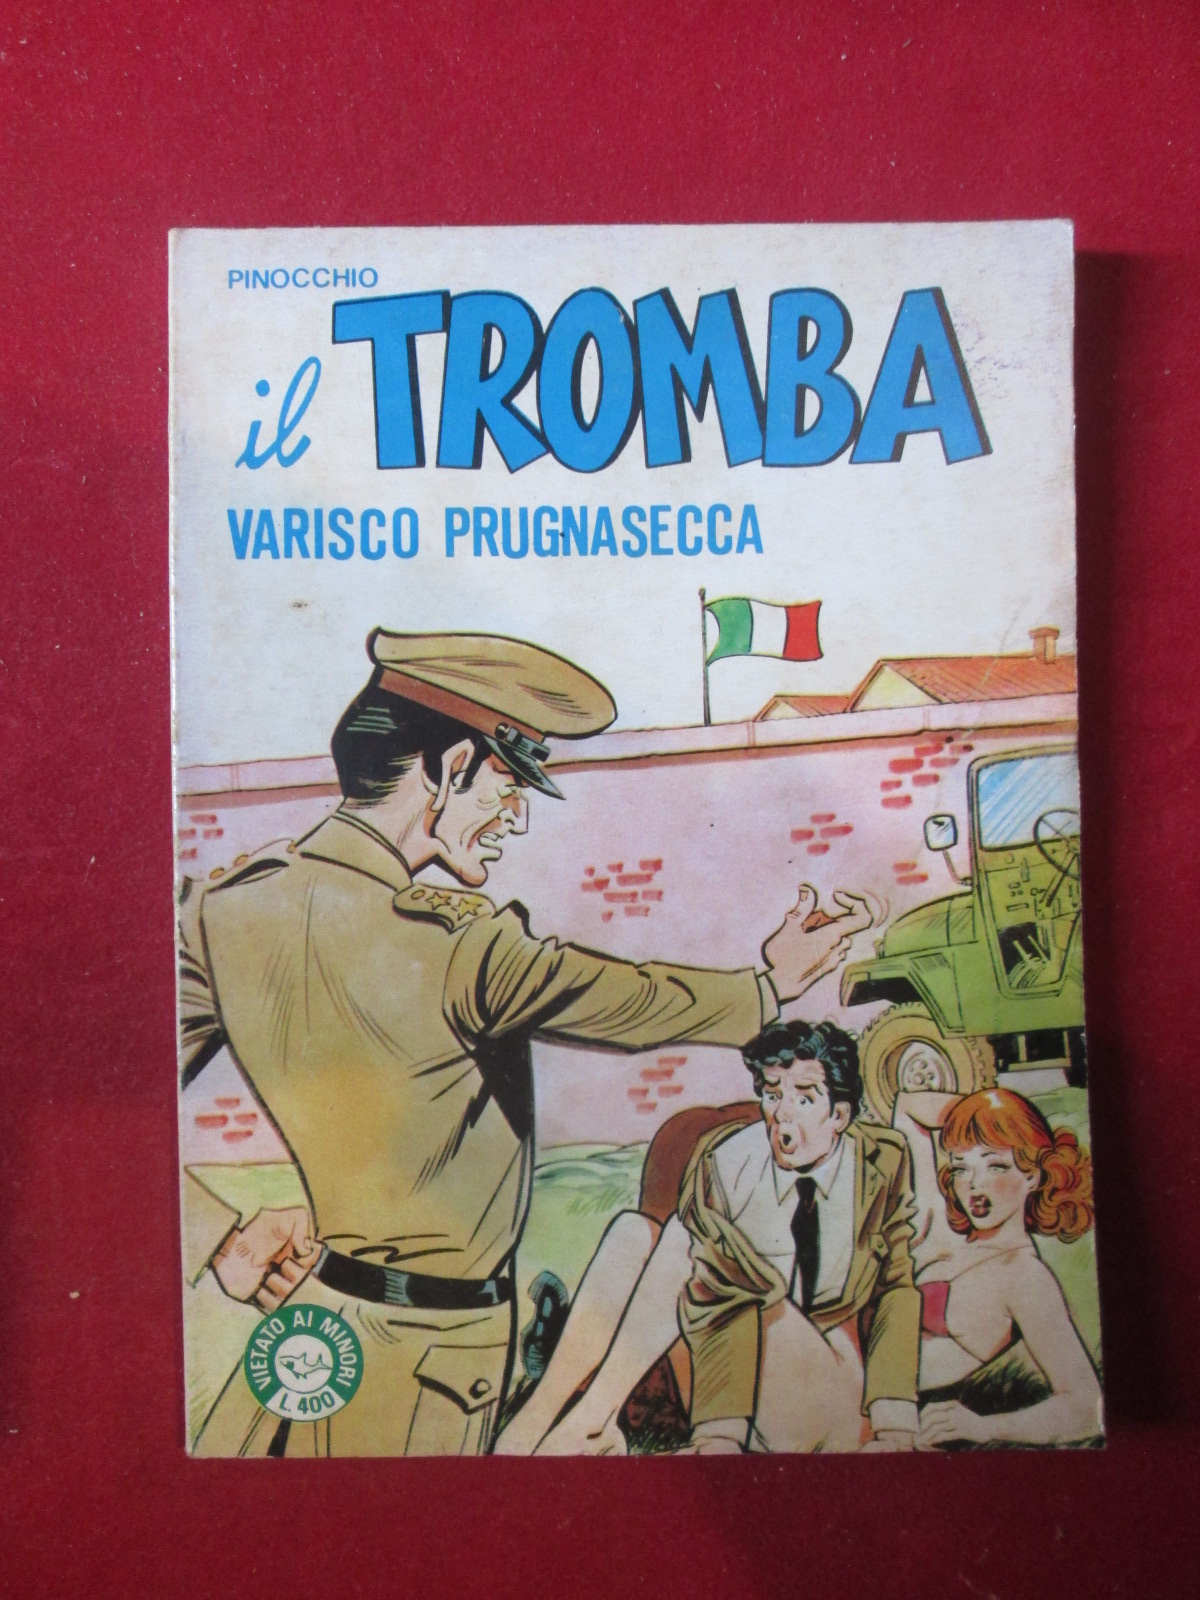 PINOCCHIO
il TROMBA
VARISCO PRUGNASECCA
VIETATO AI MINORI
L. 400